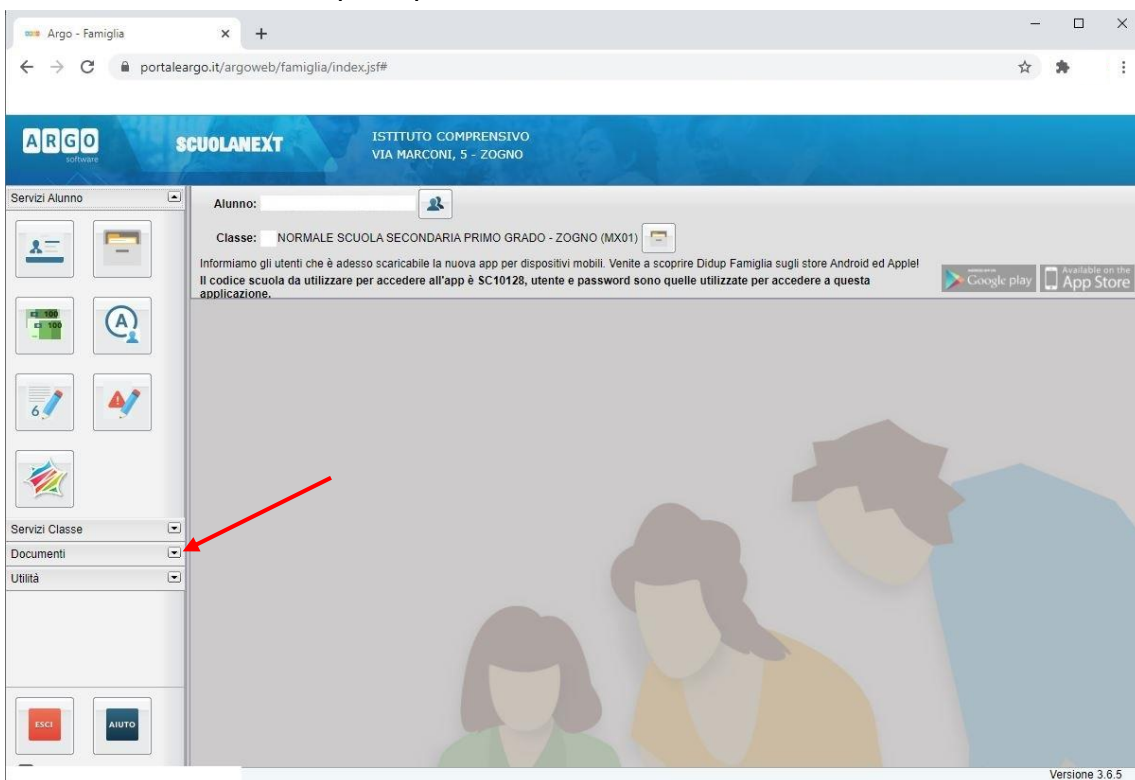 Argo - Famiglia
portaleargo.it/argoweb/famiglia/index.jsf#
ARGO
software
SCUOLANEXT
ISTITUTO COMPRENSIVO
VIA MARCONI, 5 - ZOGNO
Servizi Alunno
Alunno:
Classe: NORMALE SCUOLA SECONDARIA PRIMO GRADO - ZOGNO (MX01)
Informiamo gli utenti che è adesso scaricabile la nuova app per dispositivi mobili. Venite a scoprire Didup Famiglia sugli store Android ed Apple!
Il codice scuola da utilizzare per accedere all'app è SC10128, utente e password sono quelle utilizzate per accedere a questa
applicazione.
Google play
Available on the
App Store
100
100
A
6
Servizi Classe
Documenti
Utilità
ESCI
AIUTO
Versione 3.6.5